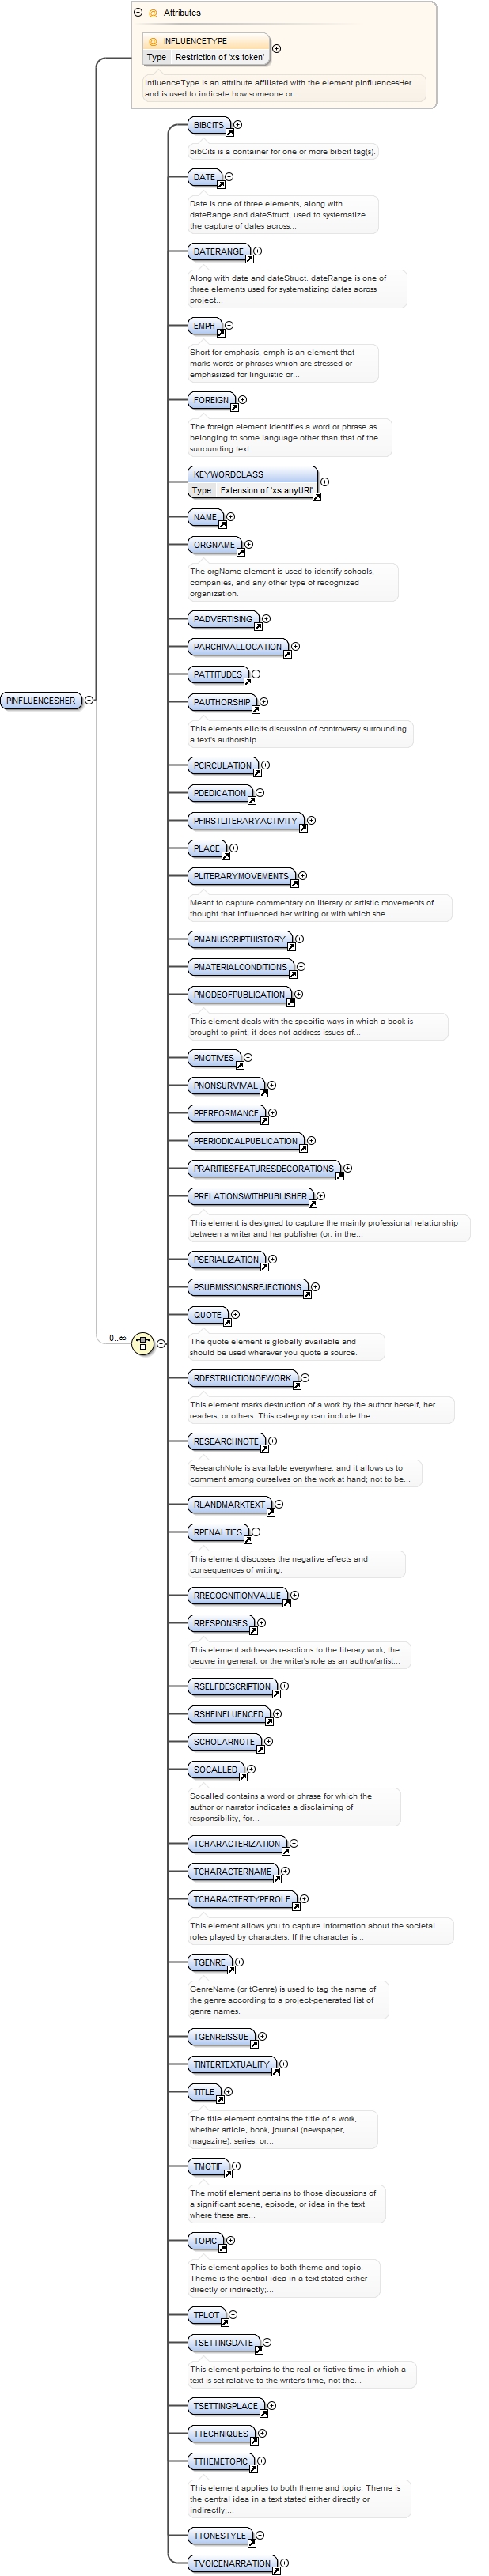 Attributes
INFLUENCETYPE
Type Restriction of 'xs:token'
InfluenceType is an attribute affiliated with the element pInfluencesHer
and is used to indicate how someone or...
BIBCITS
bibCits is a container for one or more bibcit tag(s).
DATE
Date is one of three elements, along with
dateRange and dateStruct, used to systematize
the capture of dates across...
DATERANGE
Along with date and dateStruct, dateRange is one of
three elements used for systematizing dates across
project...
EMPH
Short for emphasis, emph is an element that
marks words or phrases which are stressed or
emphasized for linguistic or...
FOREIGN
The foreign element identifies a word or phrase as
belonging to some language other than that of the
surrounding text.
KEYWORDCLASS
Type Extension of 'xs:anyURI'
NAME
ORGNAME
The orgName element is used to identify schools,
companies, and any other type of recognized
organization.
PADVERTISING
PARCHIVALLOCATION
PATTITUDES
PINFLUENCESHER
PAUTHORSHIP
This elements elicits discussion of controversy surrounding
a text's authorship.
PCIRCULATION
PDEDICATION
PFIRSTLITERARYACTIVITY
PLACE
PLITERARYMOVEMENTS
Meant to capture commentary on literary or artistic movements of
thought that influenced her writing or with which she...
PMANUSCRIPTHISTORY
PMATERIALCONDITIONS
PMODEOFPUBLICATION
This element deals with the specific ways in which a book is
brought to print; it does not address issues of...
PMOTIVES
PNONSURVIVAL
PPERFORMANCE
PPERIODICALPUBLICATION
PRARITIESFEATURESDECORATIONS
PRELATIONSWITHPUBLISHER
This element is designed to capture the mainly professional relationship
between a writer and her publisher (or, in the...
PSERIALIZATION
PSUBMISSIONSREJECTIONS
QUOTE
0..∞
The quote element is globally available and
should be used wherever you quote a source.
RDESTRUCTIONOFWORK
This element marks destruction of a work by the author herself, her
readers, or others. This category can include the...
RESEARCHNOTE
ResearchNote is available everywhere, and it allows us to
comment among ourselves on the work at hand; not to be...
RLANDMARKTEXT
RPENALTIES
This element discusses the negative effects and
consequences of writing.
RRECOGNITIONVALUE
RRESPONSES
This element addresses reactions to the literary work, the
oeuvre in general, or the writer's role as an author/artist...
RSELFDESCRIPTION
RSHEINFLUENCED
SCHOLARNOTE
SOCALLED
Socalled contains a word or phrase for which the
author or narrator indicates a disclaiming of
responsibility, for...
TCHARACTERIZATION
TCHARACTERNAME
TCHARACTERTYPEROLE
This element allows you to capture information about the societal
roles played by characters. If the character is...
TGENRE
GenreName (or tGenre) is used to tag the name of
the genre according to a project-generated list of
genre names.
TGENREISSUE
TINTERTEXTUALITY
TITLE
The title element contains the title of a work,
whether article, book, journal (newspaper,
magazine), series, or...
TMOTIF
The motif element pertains to those discussions of
a significant scene, episode, or idea in the text
where these are...
TOPIC
This element applies to both theme and topic.
Theme is the central idea in a text stated either
directly or indirectly;...
TPLOT
TSETTINGDATE
This element pertains to the real or fictive time in which a
text is set relative to the writer's time, not the...
TSETTINGPLACE
TTECHNIQUES
TTHEMETOPIC
This element applies to both theme and topic. Theme is
the central idea in a text stated either directly or
indirectly;...
TTONESTYLE
TVOICENARRATION